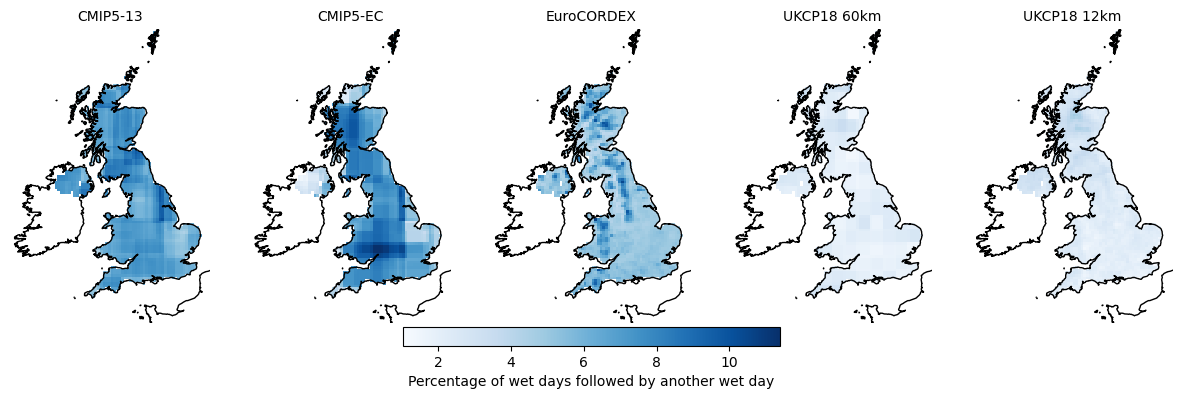 CMIP5-13 CMIP5-EC EuroCORDEX UKCP18 60km UKCP18 12km
2 4 6 8 10
Percentage of wet days followed by another wet day